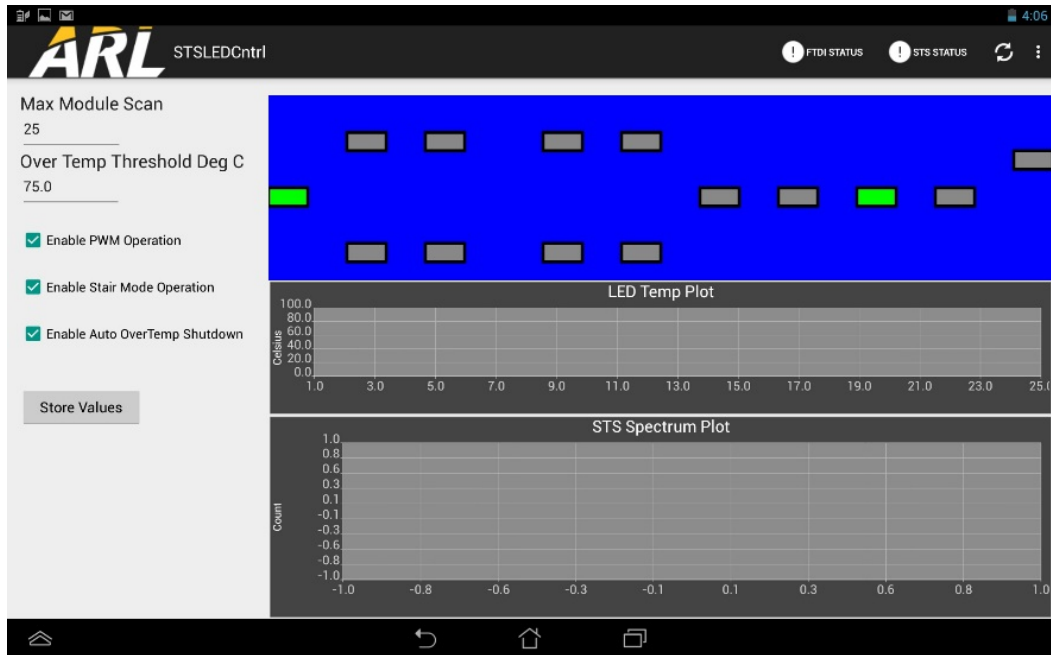 4:06
ARL
STSLEDCntrl
! FTDI STATUS
! STS STATUS
Max Module Scan
25
Over Temp Threshold Deg C
75.0
Enable PWM Operation
Enable Stair Mode Operation
Enable Auto OverTemp Shutdown
Store Values
LED Temp Plot
Celsius
100.0
80.0
60.0
40.0
20.0
0.0
1.0 3.0 5.0 7.0 9.0 11.0 13.0 15.0 17.0 19.0 21.0 23.0 25.0
STS Spectrum Plot
Count
1.0
0.8
0.6
0.3
0.1
-0.1
-0.3
-0.6
-0.8
-1.0
-1.0 -0.8 -0.6 -0.3 -0.1 0.1 0.3 0.6 0.8 1.0